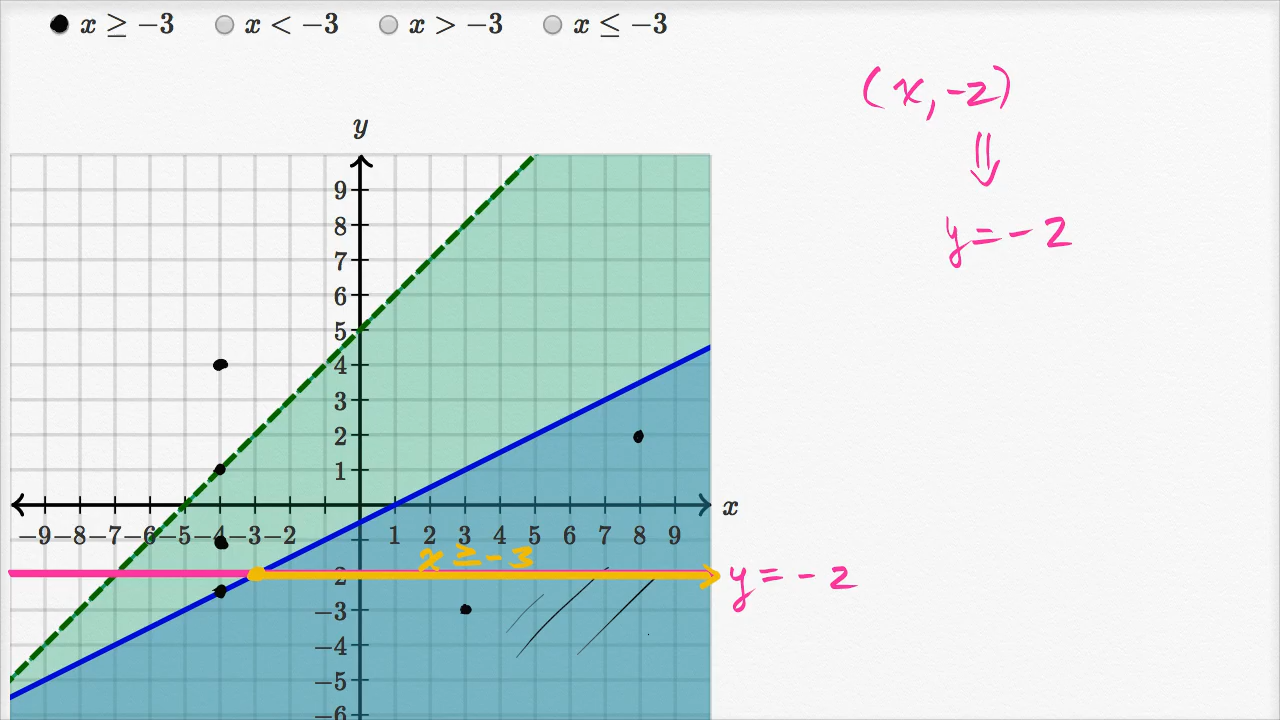 x ≥ −3 x < −3 x > −3 x ≤ −3
(x, -2)
y = -2
y
9
8
7
6
5
4
3
2
1
−9 −8 −7 −6 −5 −4 −3 −2 1 2 3 4 5 6 7 8 9 x
x ≥ -3
2 y = -2
−3
−4
−5
−6